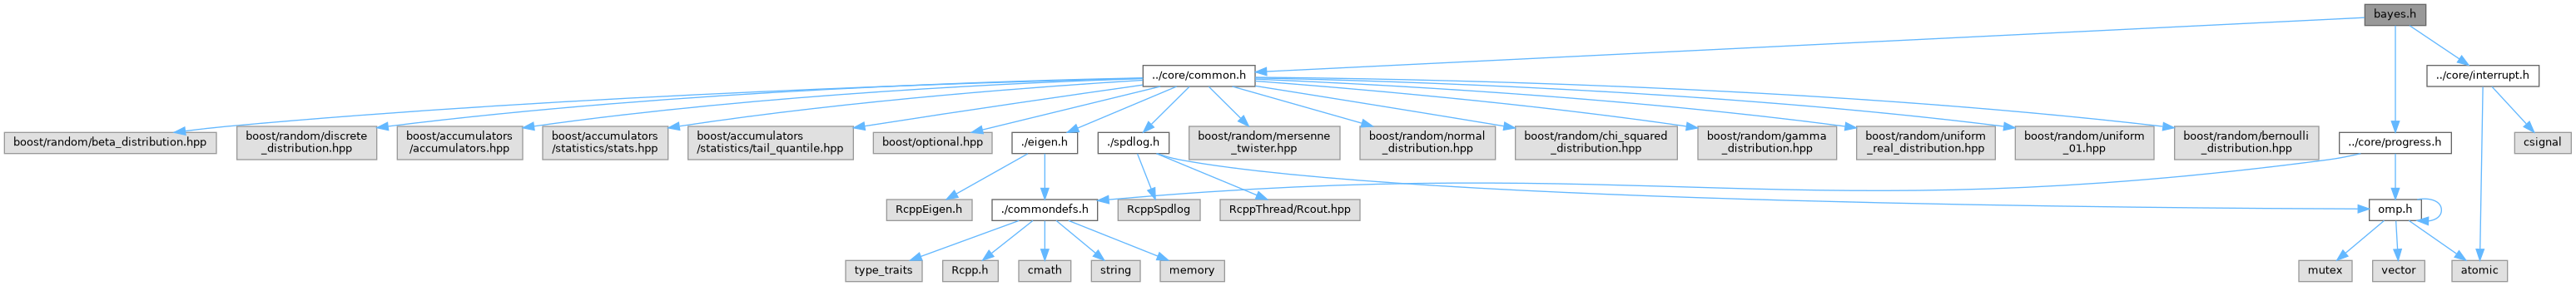 bayes.h
../core/common.h
../core/interrupt.h
boost/random/beta_distribution.hpp
boost/random/discrete
_distribution.hpp
boost/accumulators
/accumulators.hpp
boost/accumulators
/statistics/stats.hpp
boost/accumulators
/statistics/tail_quantile.hpp
boost/optional.hpp
./eigen.h
./spdlog.h
boost/random/mersenne
_twister.hpp
boost/random/normal
_distribution.hpp
boost/random/chi_squared
_distribution.hpp
boost/random/gamma
_distribution.hpp
boost/random/uniform
_real_distribution.hpp
boost/random/uniform
_01.hpp
boost/random/bernoulli
_distribution.hpp
../core/progress.h
csignal
RcppEigen.h
./commondefs.h
RcppSpdlog
RcppThread/Rcout.hpp
omp.h
type_traits
Rcpp.h
cmath
string
memory
mutex
vector
atomic